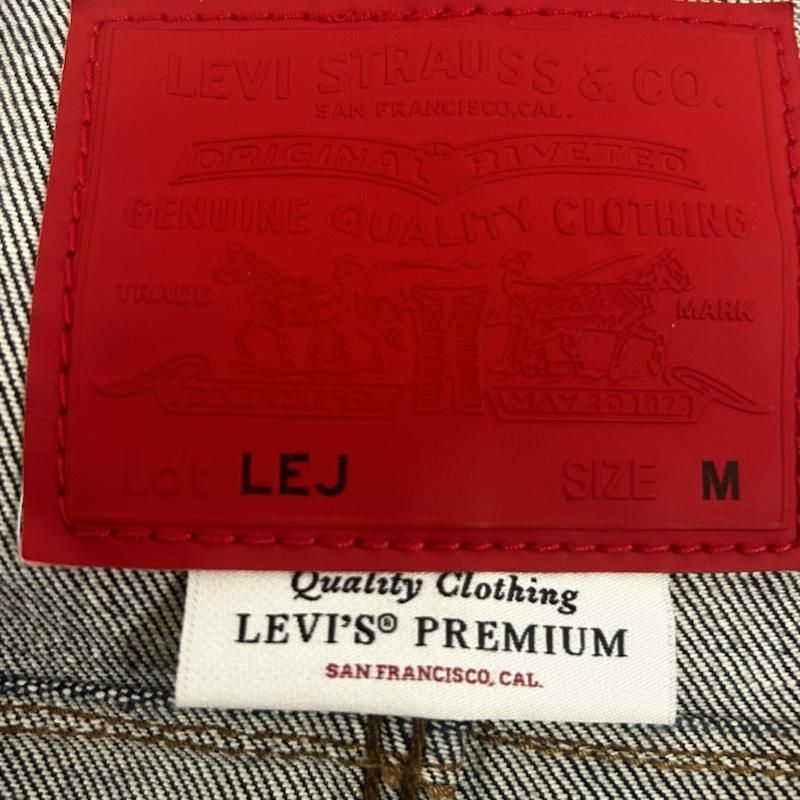 LEVI STRAUSS & CO.
SAN FRANCISCO, CAL.
ORIGINAL RIVETED
GENUINE QUALITY CLOTHING
TRADE MARK
PATENTED MAY 20 1873
Lot LEJ SIZE M
Quality Clothing
LEVI'S® PREMIUM
SAN FRANCISCO, CAL.